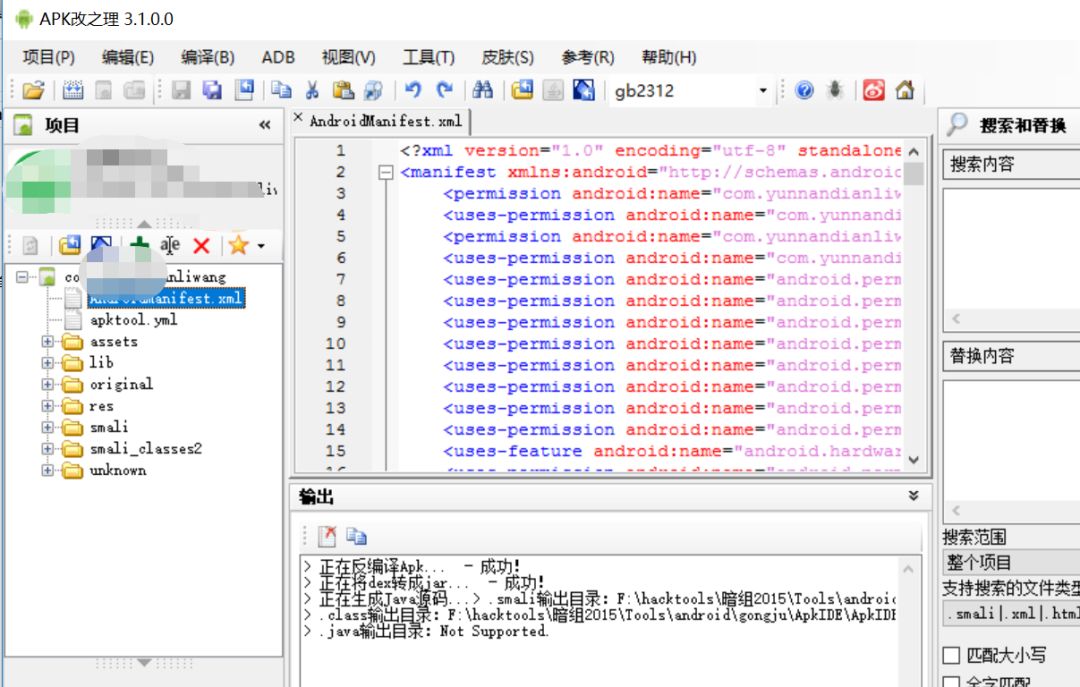 APK改之理 3.1.0.0
项目(P) 编辑(E) 编译(B) ADB 视图(V) 工具(T) 皮肤(S) 参考(R) 帮助(H)
gb2312
项目
AndroidManifest.xml
搜索和替换
搜索内容
1 <?xml version="1.0" encoding="utf-8" standalone
2 <manifest xmlns:android="http://schemas.android
3 <permission android:name="com.yunnandianliw
4 <uses-permission android:name="com.yunnandi
5 <permission android:name="com.yunnandianliw
6 <uses-permission android:name="com.yunnandi
7 <uses-permission android:name="android.perm
8 <uses-permission android:name="android.perm
9 <uses-permission android:name="android.perm
10 <uses-permission android:name="android.perm
11 <uses-permission android:name="android.perm
12 <uses-permission android:name="android.perm
13 <uses-permission android:name="android.perm
14 <uses-permission android:name="android.perm
15 <uses-feature android:name="android.hardwar
替换内容
co nliwang
AndroidManifest.xml
apktool.yml
assets
lib
original
res
smali
smali_classes2
unknown
输出
> 正在反编译Apk... - 成功!
> 正在将dex转成jar... - 成功!
> 正在生成Java源码...> .smali输出目录: F:\hacktools\暗组2015\Tools\androi
> .class输出目录: F:\hacktools\暗组2015\Tools\android\gongju\ApkIDE\ApkID
> .java输出目录: Not Supported.
搜索范围
整个项目
支持搜索的文件类型
.smali|.xml|.html
匹配大小写
全字匹配